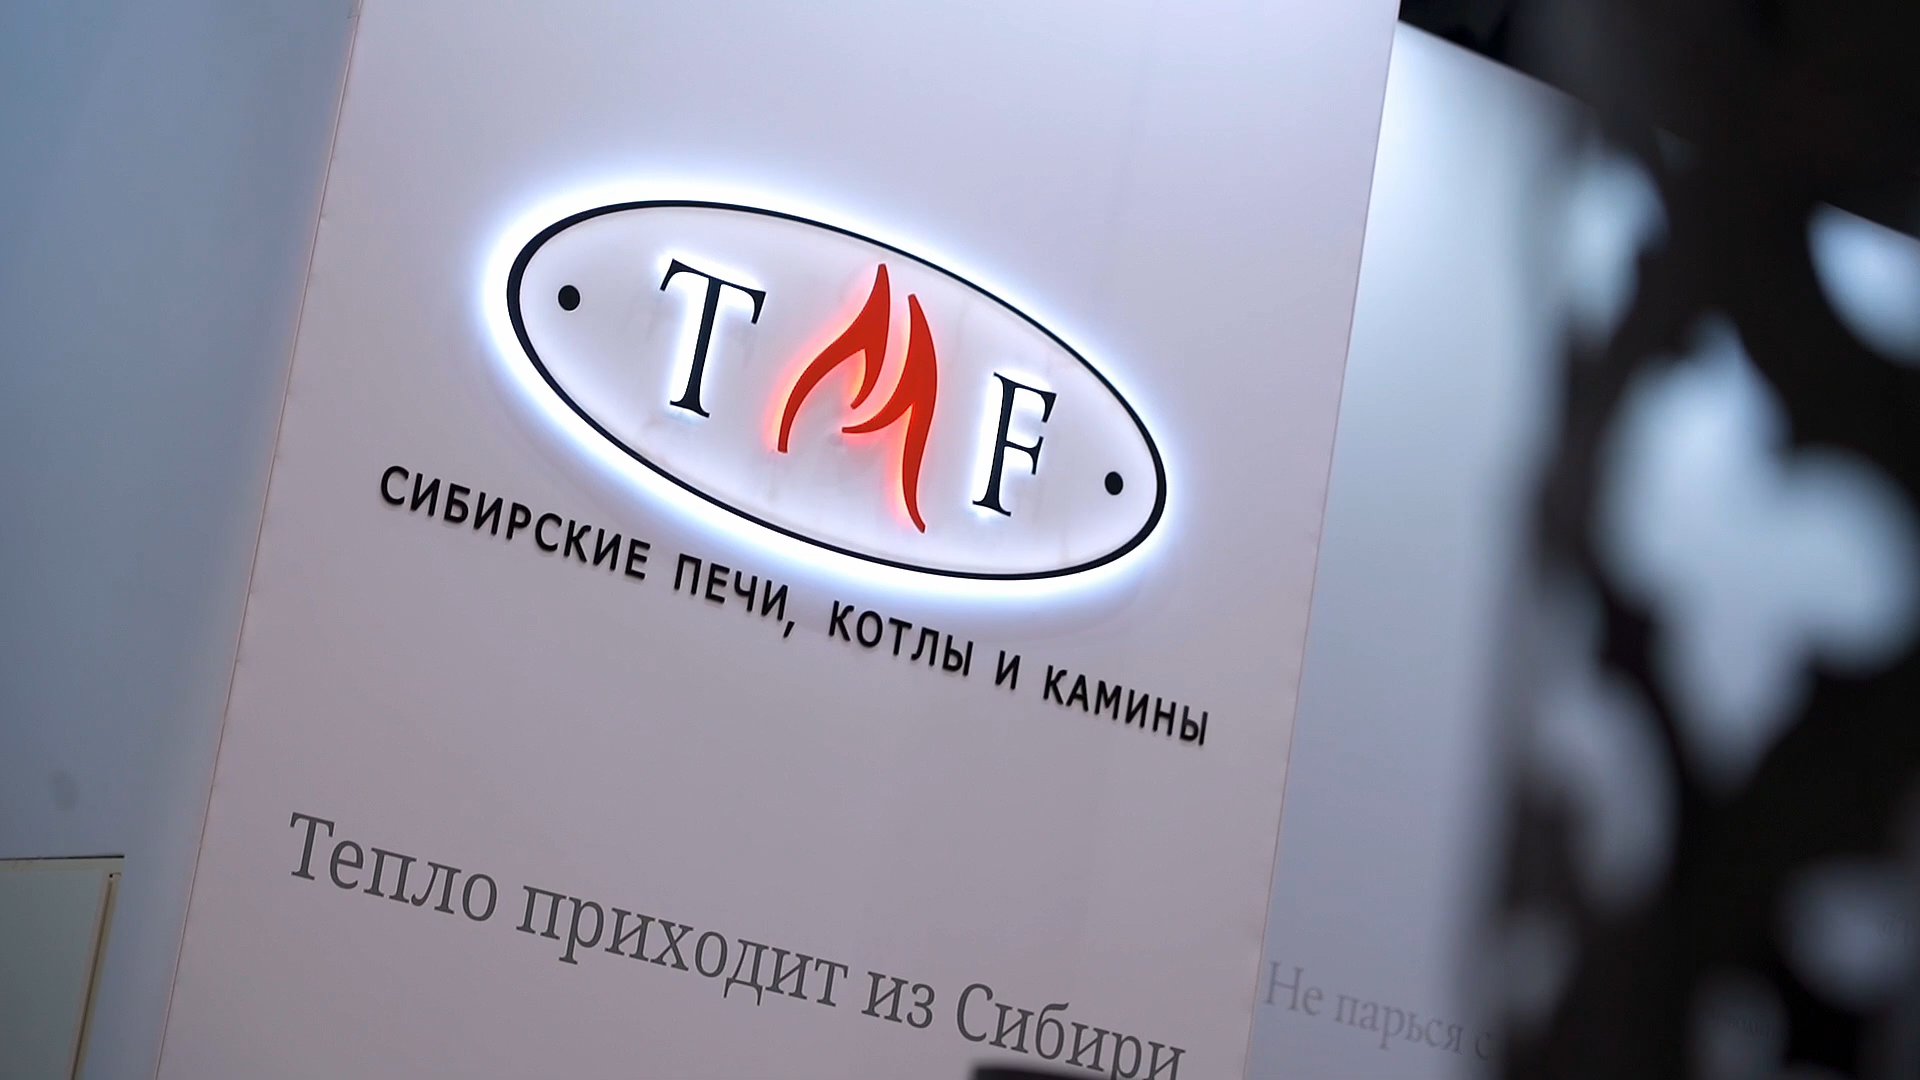 TMF
СИБИРСКИЕ ПЕЧИ, КОТЛЫ И КАМИНЫ
Тепло приходит из Сибири
Не парься